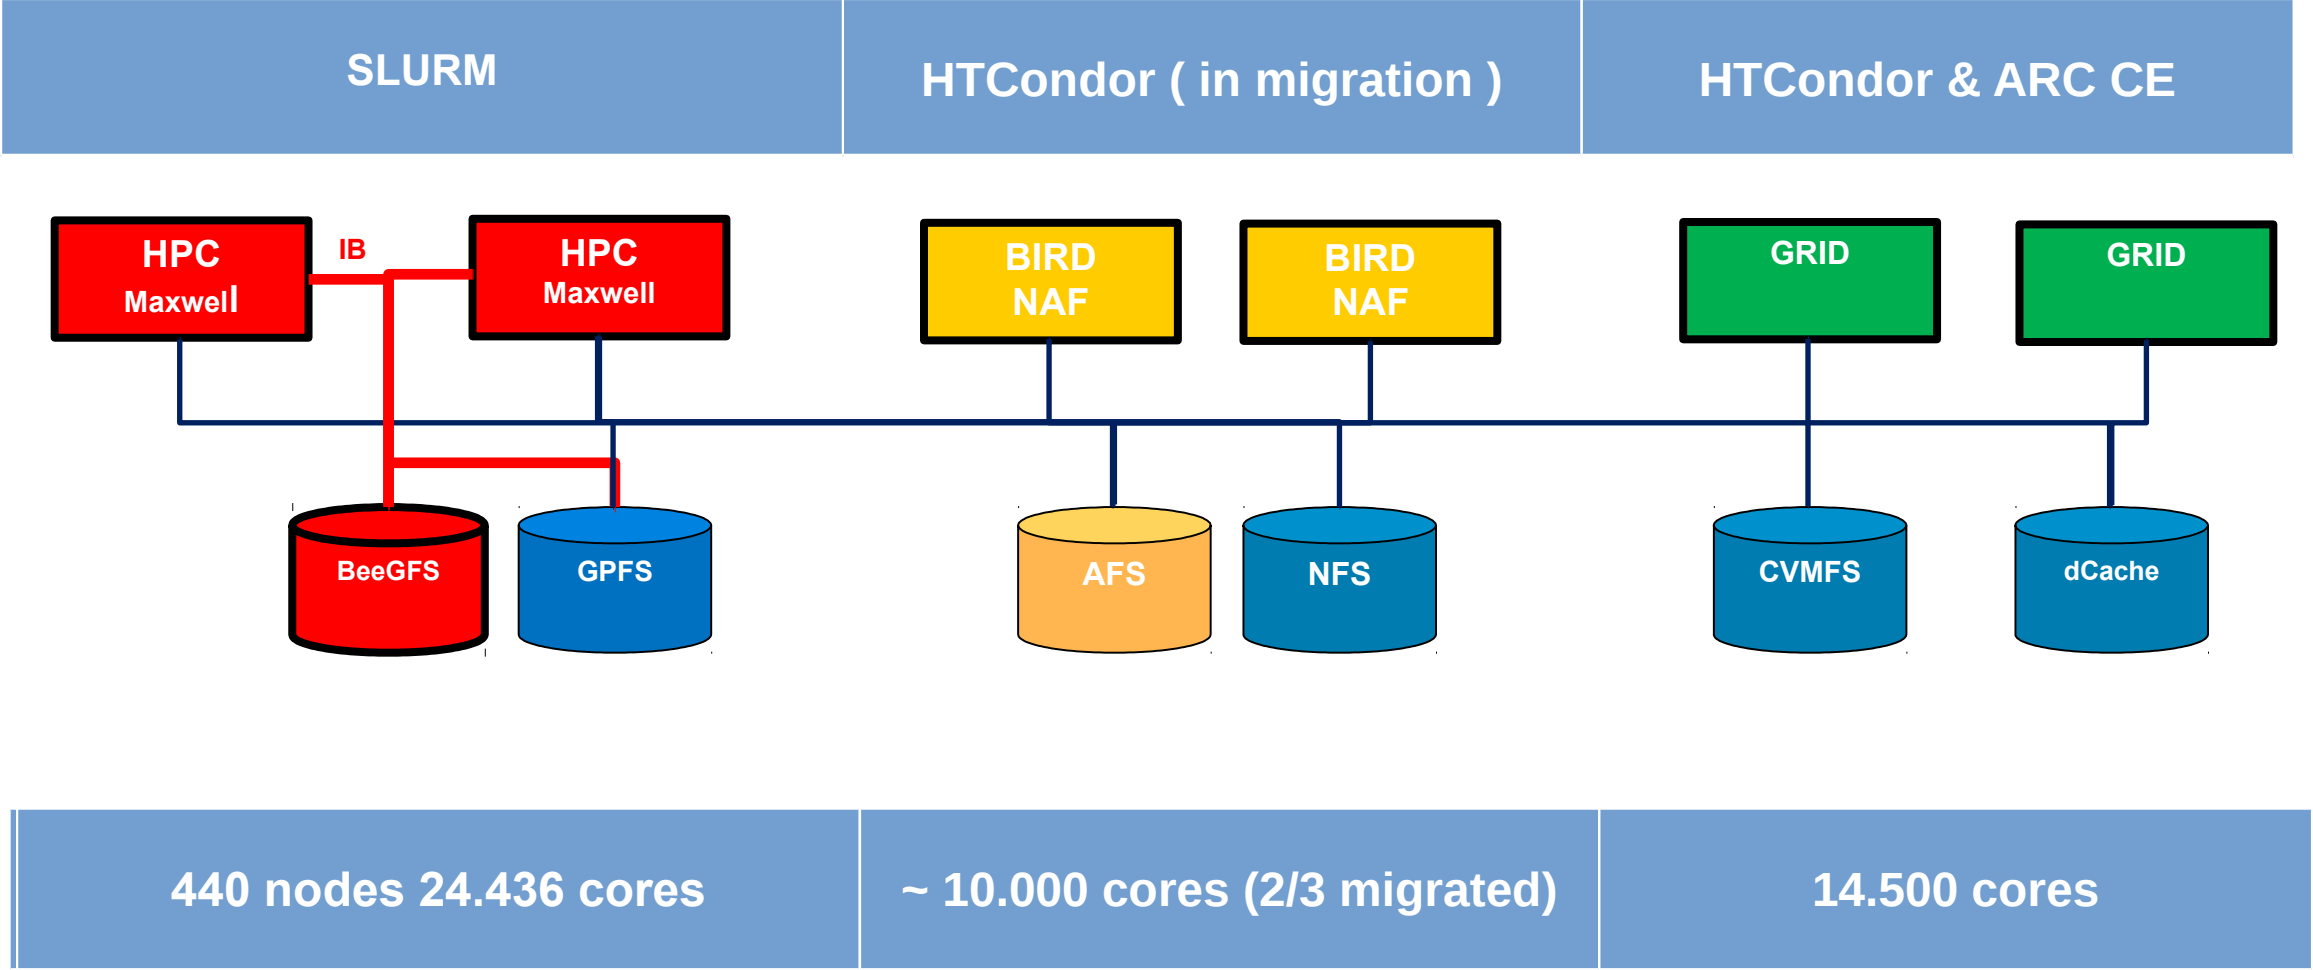 SLURM
HTCondor ( in migration )
HTCondor & ARC CE
HPC
Maxwell
IB
HPC
Maxwell
BIRD
NAF
BIRD
NAF
GRID
GRID
BeeGFS
GPFS
AFS
NFS
CVMFS
dCache
440 nodes 24.436 cores
~ 10.000 cores (2/3 migrated)
14.500 cores